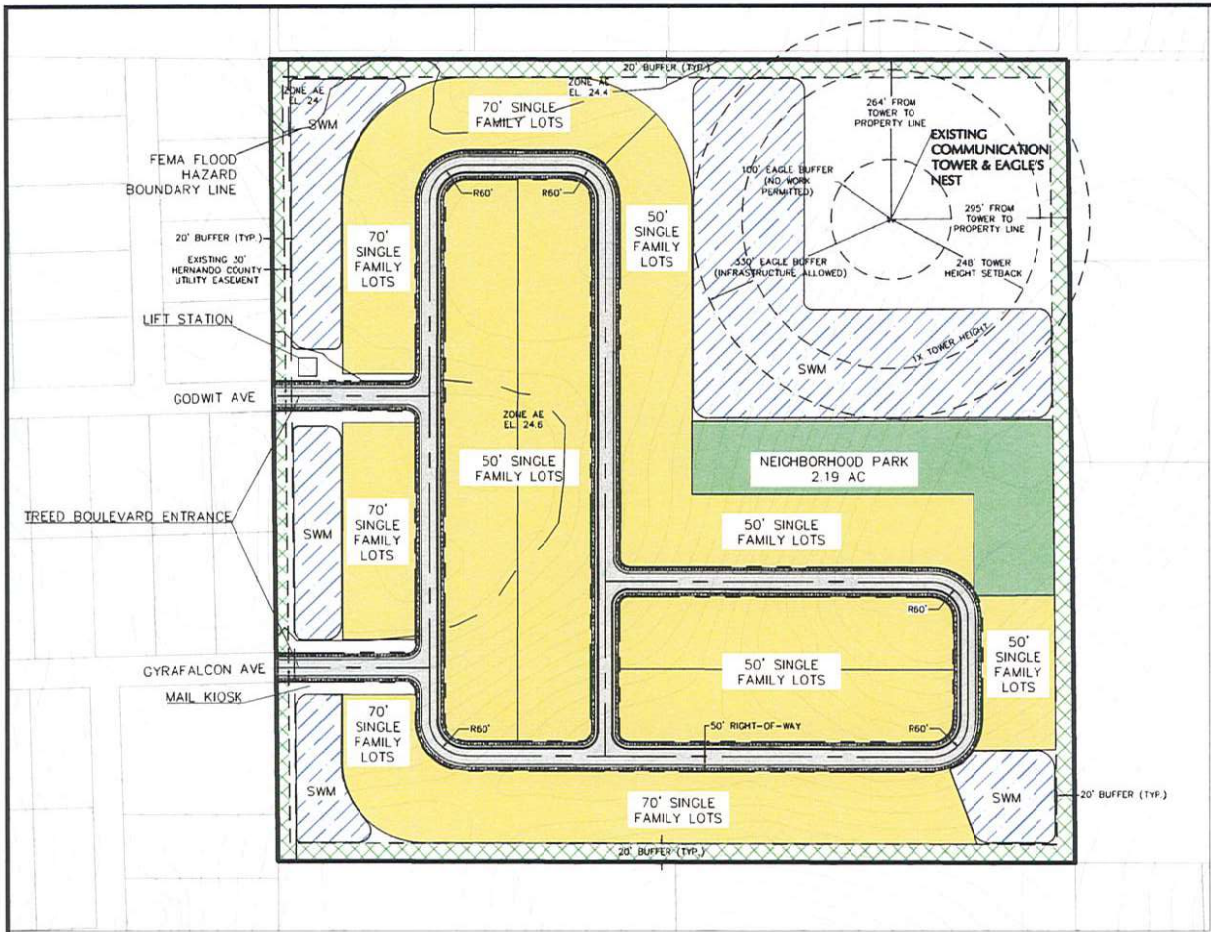 20' BUFFER (TYP.)
ZONE AE
EL. 24
SWM
FEMA FLOOD
HAZARD
BOUNDARY LINE
20' BUFFER (TYP.)
EXISTING 30'
HERNANDO COUNTY
UTILITY EASEMENT
LIFT STATION
GODWIT AVE
TREED BOULEVARD ENTRANCE
SWM
GYRAFALCON AVE
MAIL KIOSK
SWM
ZONE AE
EL. 24.4
70' SINGLE
FAMILY LOTS
R60'
R60'
70'
SINGLE
FAMILY
LOTS
50'
SINGLE
FAMILY
LOTS
264' FROM
TOWER TO
PROPERTY LINE
EXISTING
COMMUNICATION
TOWER & EAGLE'S
NEST
100' EAGLE BUFFER
(NO WORK
PERMITTED)
295' FROM
TOWER TO
PROPERTY LINE
330' EAGLE BUFFER
(INFRASTRUCTURE ALLOWED)
248' TOWER
HEIGHT SETBACK
1X TOWER HEIGHT
SWM
ZONE AE
EL. 24.6
50' SINGLE
FAMILY LOTS
NEIGHBORHOOD PARK
2.19 AC
70'
SINGLE
FAMILY
LOTS
50' SINGLE
FAMILY LOTS
R60'
50' SINGLE
FAMILY LOTS
50'
SINGLE
FAMILY
LOTS
70'
SINGLE
FAMILY
LOTS
R60'
50' RIGHT-OF-WAY
R60'
70' SINGLE
FAMILY LOTS
SWM
20' BUFFER (TYP.)
20' BUFFER (TYP.)